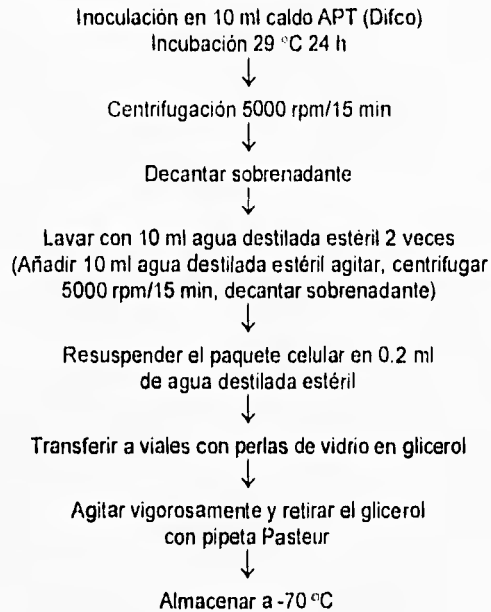 Inoculación en 10 ml caldo APT (Difco)
Incubación 29 °C 24 h
↓
Centrifugación 5000 rpm/15 min
↓
Decantar sobrenadante
↓
Lavar con 10 ml agua destilada estéril 2 veces
(Añadir 10 ml agua destilada estéril agitar, centrifugar
5000 rpm/15 min, decantar sobrenadante)
↓
Resuspender el paquete celular en 0.2 ml
de agua destilada estéril
↓
Transferir a viales con perlas de vidrio en glicerol
↓
Agitar vigorosamente y retirar el glicerol
con pipeta Pasteur
↓
Almacenar a -70 °C